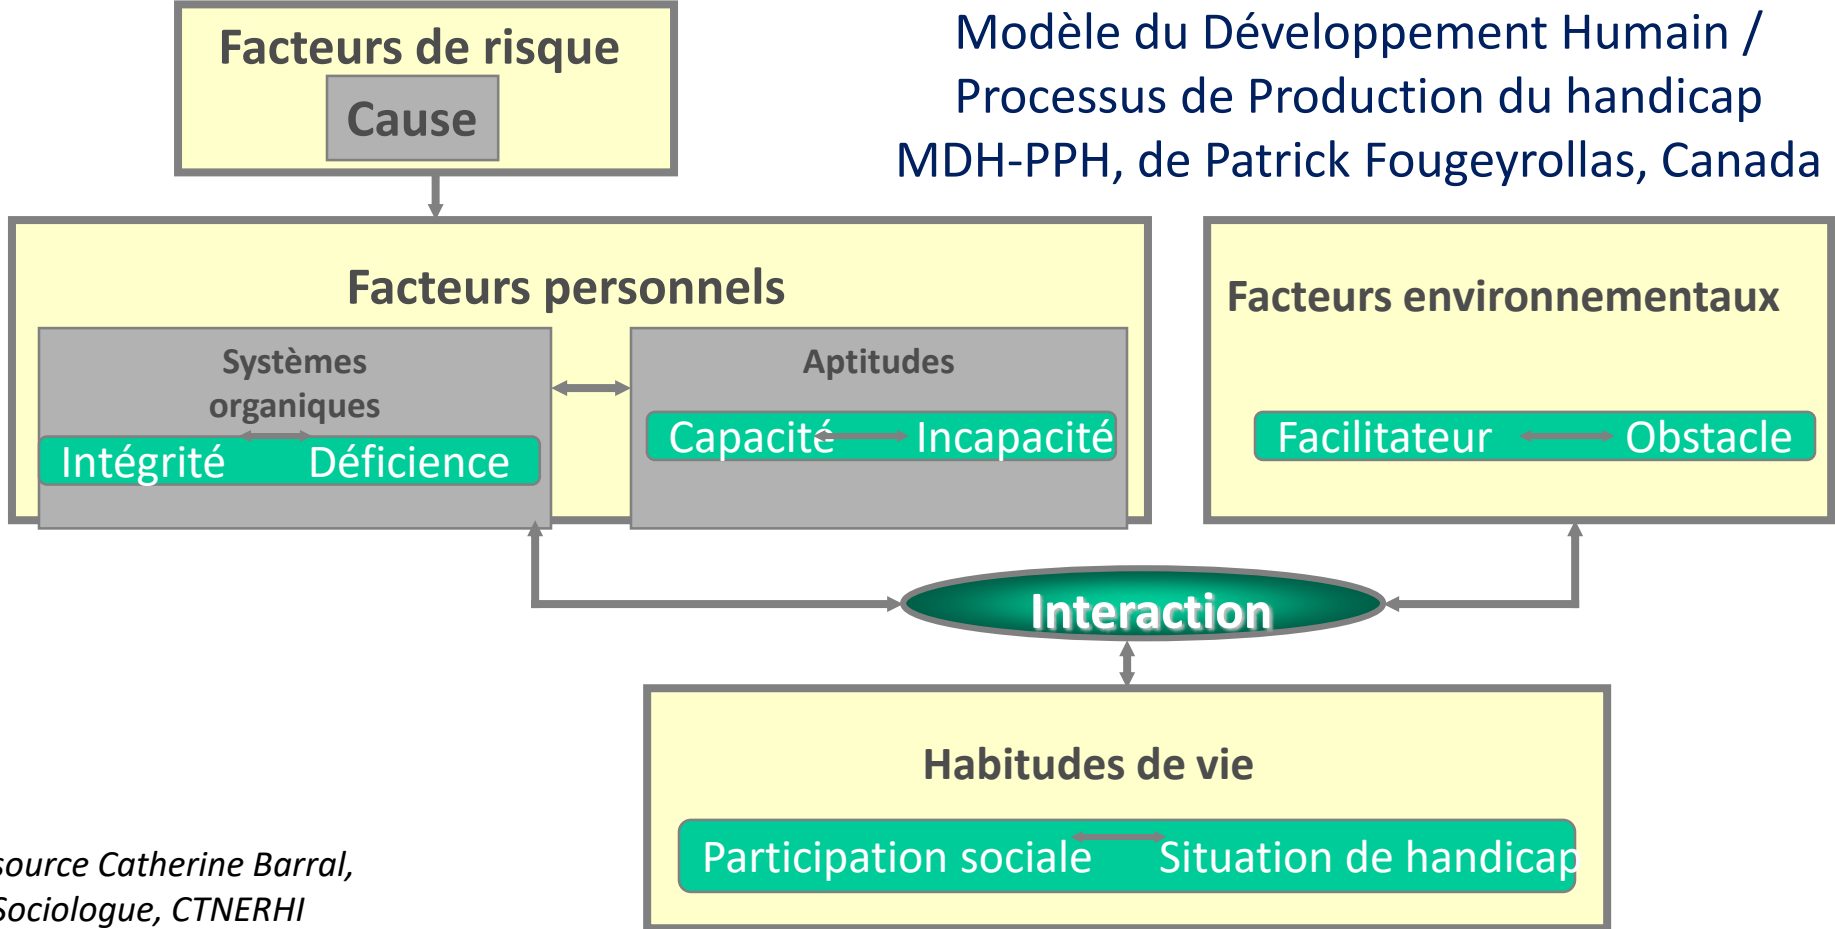 Facteurs de risque
Cause
Modèle du Développement Humain /
Processus de Production du handicap
MDH-PPH, de Patrick Fougeyrollas, Canada
Facteurs personnels
Systèmes
organiques
Intégrité Déficience
Aptitudes
Capacité Incapacité
Facteurs environnementaux
Facilitateur Obstacle
Interaction
Habitudes de vie
Participation sociale Situation de handicap
source Catherine Barral,
Sociologue, CTNERHI